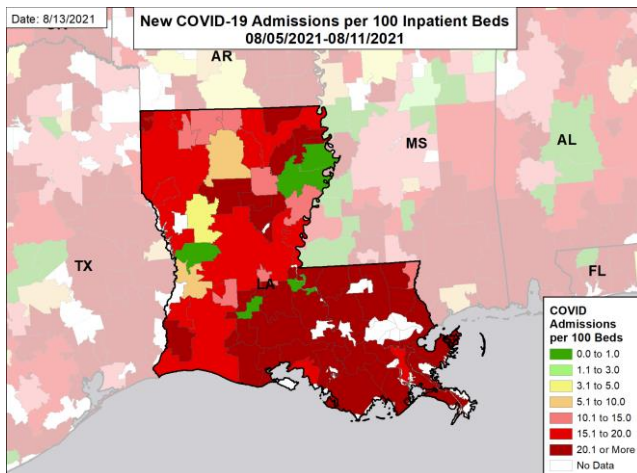 Date: 8/13/2021
New COVID-19 Admissions per 100 Inpatient Beds
08/05/2021-08/11/2021
AR
MS
AL
TX
LA
FL
COVID
Admissions
per 100 Beds
0.0 to 1.0
1.1 to 3.0
3.1 to 5.0
5.1 to 10.0
10.1 to 15.0
15.1 to 20.0
20.1 or More
No Data